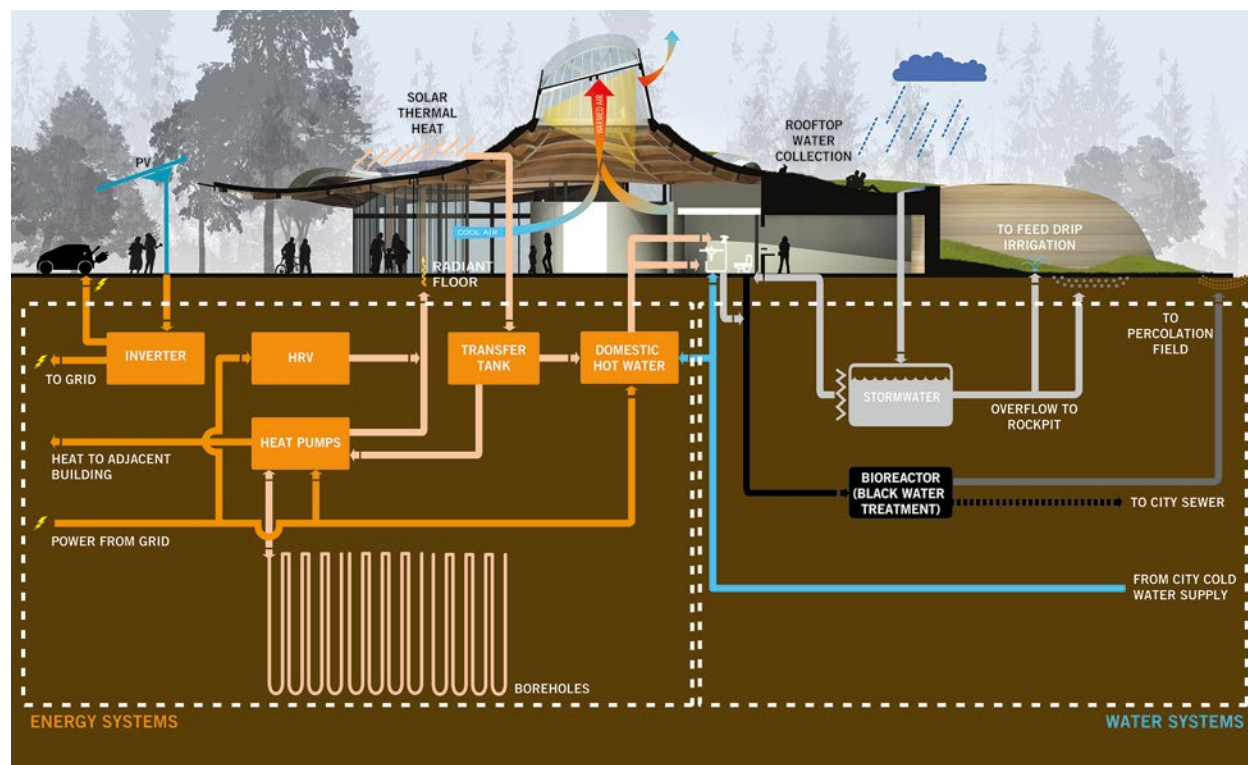 SOLAR
THERMAL
HEAT
PV
WARMED AIR
COOL AIR
ROOFTOP
WATER
COLLECTION
TO FEED DRIP
IRRIGATION
RADIANT
FLOOR
INVERTER
HRV
TRANSFER
TANK
DOMESTIC
HOT WATER
TO GRID
HEAT PUMPS
HEAT TO ADJACENT
BUILDING
POWER FROM GRID
BOREHOLES
ENERGY SYSTEMS
TO
PERCOLATION
FIELD
STORMWATER
OVERFLOW TO
ROCKPIT
BIOREACTOR
(BLACK WATER
TREATMENT)
TO CITY SEWER
FROM CITY COLD
WATER SUPPLY
WATER SYSTEMS